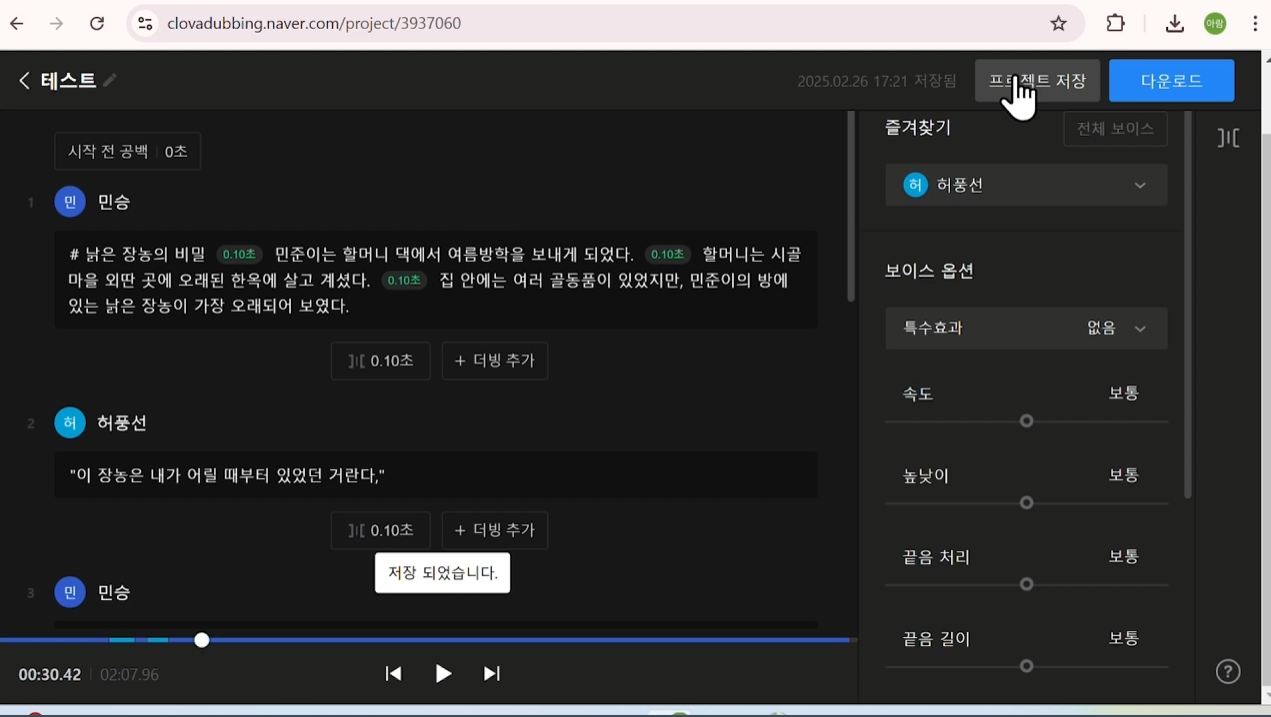 clovadubbing.naver.com/project/3937060
아람
테스트
2025.02.26 17:21 저장됨
프로젝트 저장
다운로드
시작 전 공백 0초
1 민 민승
# 낡은 장농의 비밀 0.10초 민준이는 할머니 댁에서 여름방학을 보내게 되었다. 0.10초 할머니는 시골
마을 외딴 곳에 오래된 한옥에 살고 계셨다. 0.10초 집 안에는 여러 골동품이 있었지만, 민준이의 방에
있는 낡은 장농이 가장 오래되어 보였다.
0.10초 + 더빙 추가
2 허 허풍선
"이 장농은 내가 어릴 때부터 있었던 거란다,"
0.10초 + 더빙 추가
저장 되었습니다.
3 민 민승
00:30.42 02:07.96
즐겨찾기 전체 보이스
허 허풍선
보이스 옵션
특수효과 없음
속도 보통
높낮이 보통
끝음 처리 보통
끝음 길이 보통
?